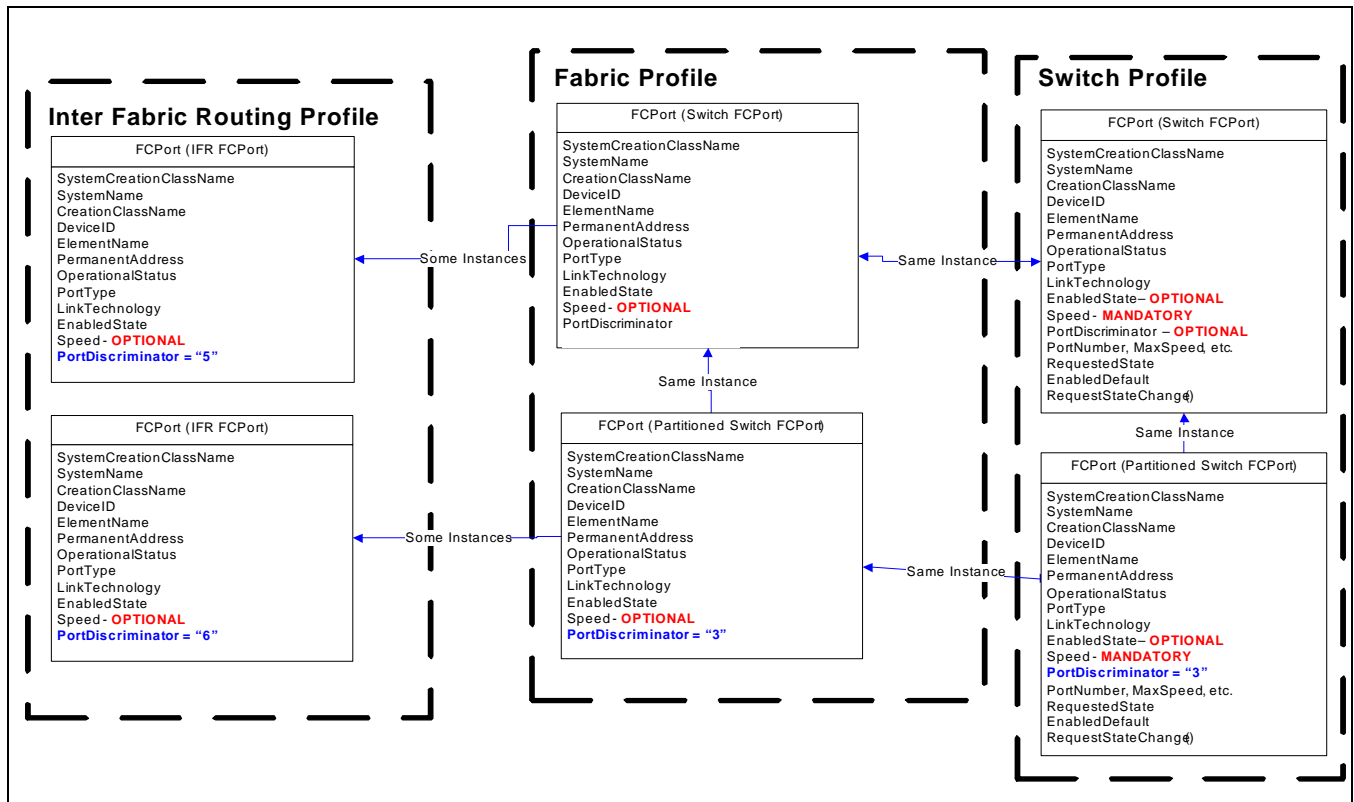 Inter Fabric Routing Profile
FCPort (IFR FCPort)
SystemCreationClassName
SystemName
CreationClassName
DeviceID
ElementName
PermanentAddress
OperationalStatus
PortType
LinkTechnology
EnabledState
Speed - OPTIONAL
PortDiscriminator = “5”
FCPort (IFR FCPort)
SystemCreationClassName
SystemName
CreationClassName
DeviceID
ElementName
PermanentAddress
OperationalStatus
PortType
LinkTechnology
EnabledState
Speed - OPTIONAL
PortDiscriminator = “6”
Some Instances
Some Instances
Fabric Profile
FCPort (Switch FCPort)
SystemCreationClassName
SystemName
CreationClassName
DeviceID
ElementName
PermanentAddress
OperationalStatus
PortType
LinkTechnology
EnabledState
Speed - OPTIONAL
PortDiscriminator
Same Instance
FCPort (Partitioned Switch FCPort)
SystemCreationClassName
SystemName
CreationClassName
DeviceID
ElementName
PermanentAddress
OperationalStatus
PortType
LinkTechnology
EnabledState
Speed - OPTIONAL
PortDiscriminator = “3”
Same Instance
Same Instance
Switch Profile
FCPort (Switch FCPort)
SystemCreationClassName
SystemName
CreationClassName
DeviceID
ElementName
PermanentAddress
OperationalStatus
PortType
LinkTechnology
EnabledState– OPTIONAL
Speed - MANDATORY
PortDiscriminator – OPTIONAL
PortNumber, MaxSpeed, etc.
RequestedState
EnabledDefault
RequestStateChange()
Same Instance
FCPort (Partitioned Switch FCPort)
SystemCreationClassName
SystemName
CreationClassName
DeviceID
ElementName
PermanentAddress
OperationalStatus
PortType
LinkTechnology
EnabledState– OPTIONAL
Speed - MANDATORY
PortDiscriminator = “3”
PortNumber, MaxSpeed, etc.
RequestedState
EnabledDefault
RequestStateChange()